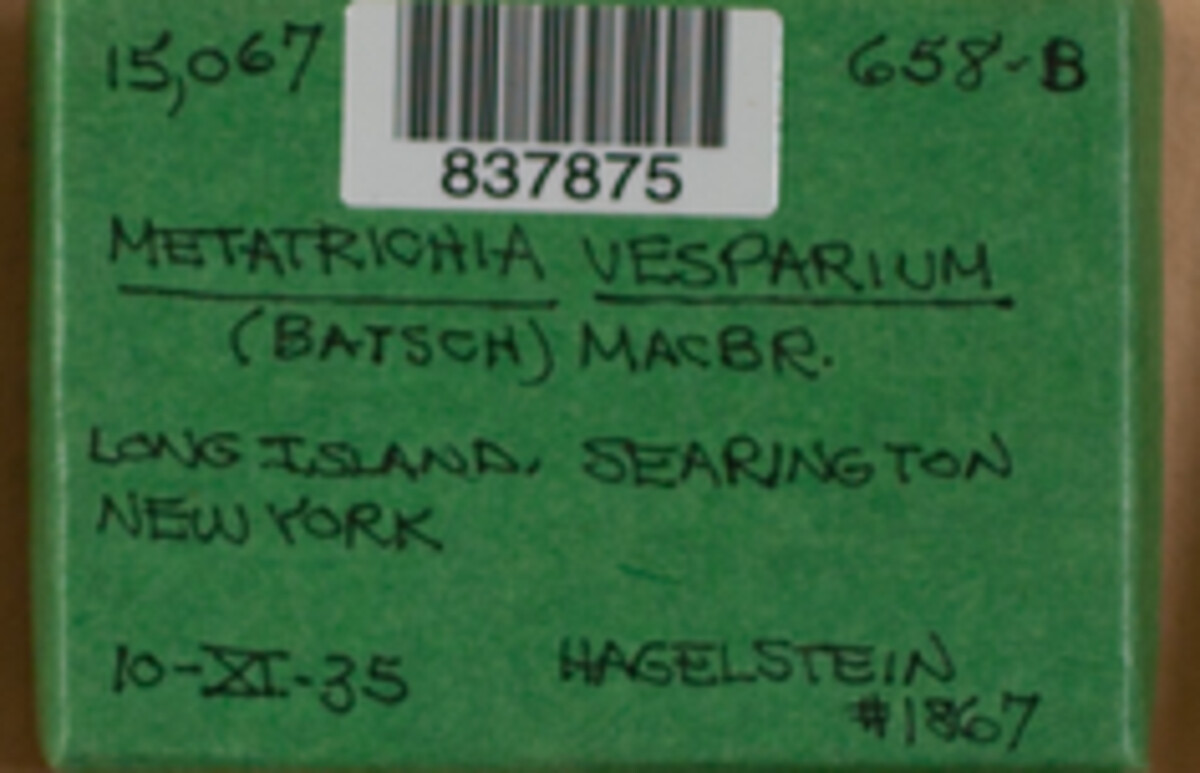 15,067 658-B
837875
METATRICHIA VESPARIUM
(BATSCH) MACBR.
LONG ISLAND, SEARINGTON
NEW YORK
10-XI-35 HAGELSTEIN
#1867